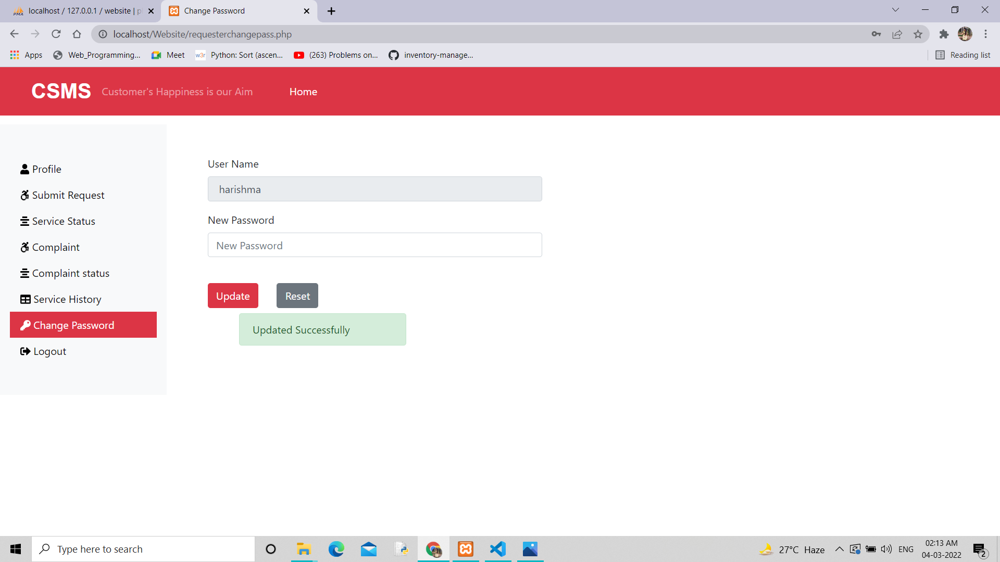 localhost / 127.0.0.1 / website | p
Change Password
localhost/Website/requesterchangepass.php
Apps
Web_Programming...
Meet
w3r
Python: Sort (ascen...
(263) Problems on...
inventory-manage...
Reading list
CSMS
Customer's Happiness is our Aim
Home
Profile
Submit Request
Service Status
Complaint
Complaint status
Service History
Change Password
Logout
User Name
harishma
New Password
New Password
Update
Reset
Updated Successfully
Type here to search
27°C Haze
ENG
02:13 AM
04-03-2022
2